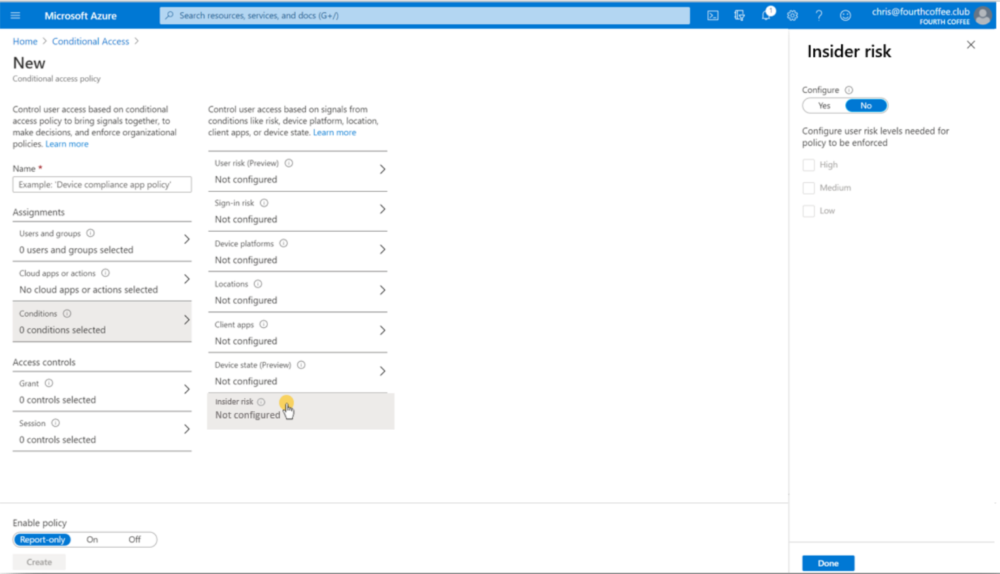 Microsoft Azure
Search resources, services, and docs (G+/)
1
chris@fourthcoffee.club
FOURTH COFFEE
Home > Conditional Access >
New
Conditional access policy
Control user access based on conditional
access policy to bring signals together, to
make decisions, and enforce organizational
policies. Learn more
Name *
Example: 'Device compliance app policy'
Assignments
Users and groups
0 users and groups selected
Cloud apps or actions
No cloud apps or actions selected
Conditions
0 conditions selected
Access controls
Grant
0 controls selected
Session
0 controls selected
Control user access based on signals from
conditions like risk, device platform, location,
client apps, or device state. Learn more
User risk (Preview)
Not configured
Sign-in risk
Not configured
Device platforms
Not configured
Locations
Not configured
Client apps
Not configured
Device state (Preview)
Not configured
Insider risk
Not configured
Enable policy
Report-only On Off
Create
Insider risk
Configure
Yes No
Configure user risk levels needed for
policy to be enforced
High
Medium
Low
Done